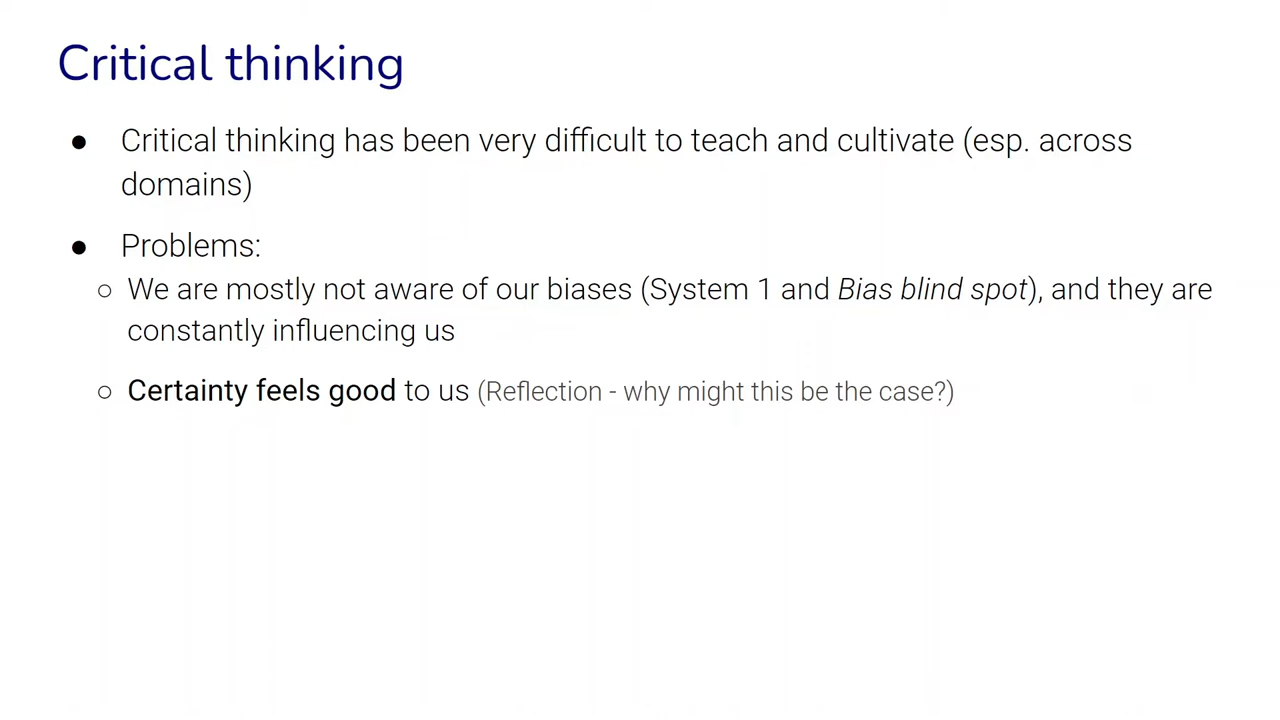 Critical thinking
● Critical thinking has been very difficult to teach and cultivate (esp. across
domains)
● Problems:
○ We are mostly not aware of our biases (System 1 and Bias blind spot), and they are
constantly influencing us
○ Certainty feels good to us (Reflection - why might this be the case?)